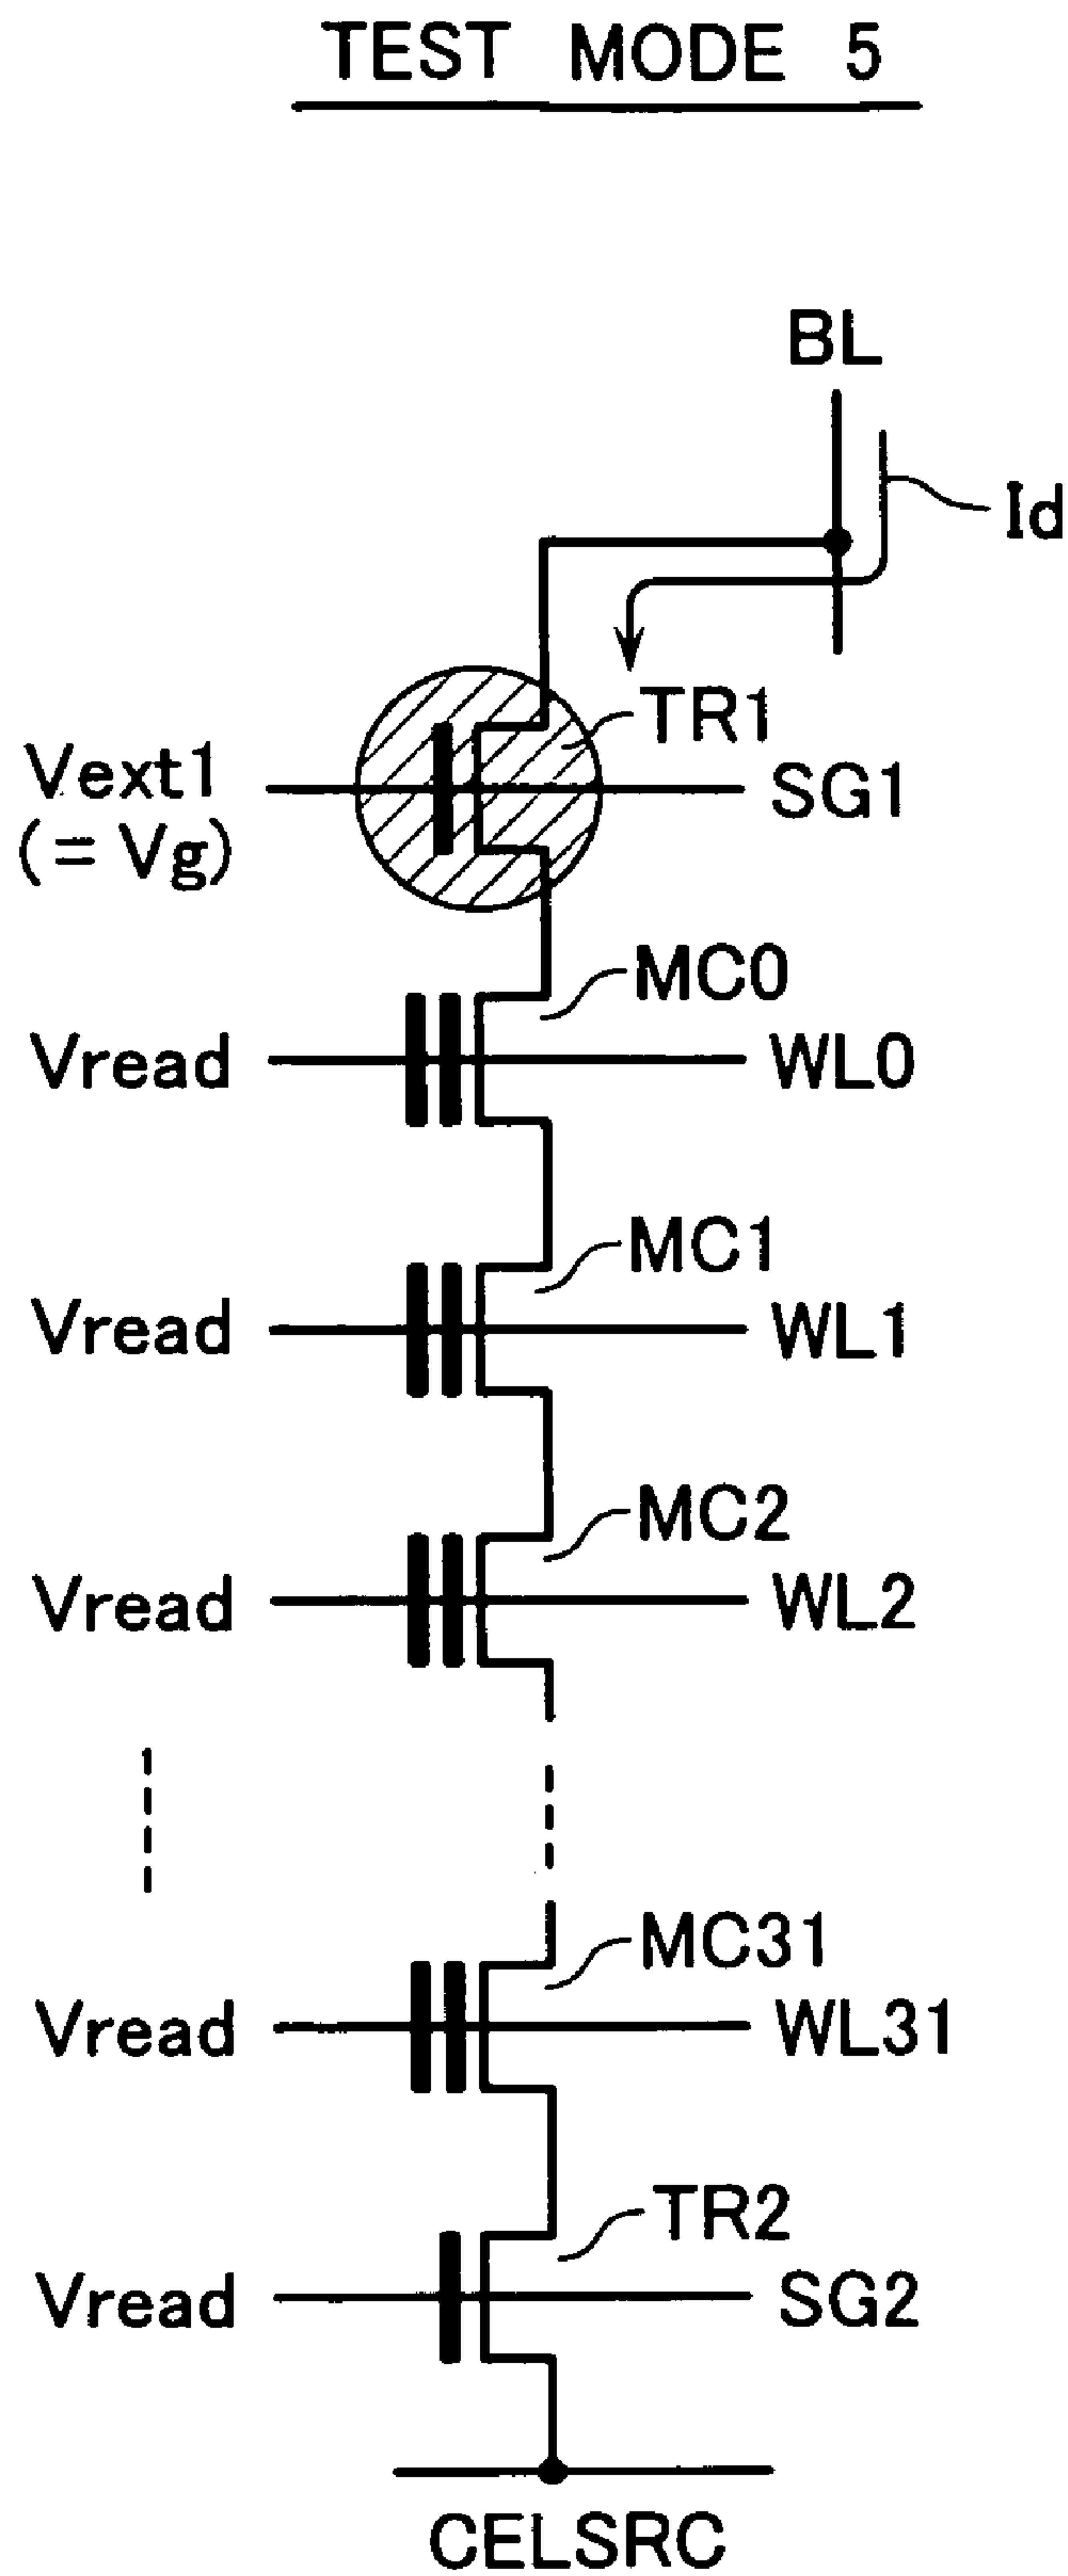 TEST MODE 5
BL
Id
TR1
Vext1
(= Vg)
SG1
MC0
Vread
WL0
MC1
Vread
WL1
MC2
Vread
WL2
MC31
Vread
WL31
TR2
Vread
SG2
CELSRC